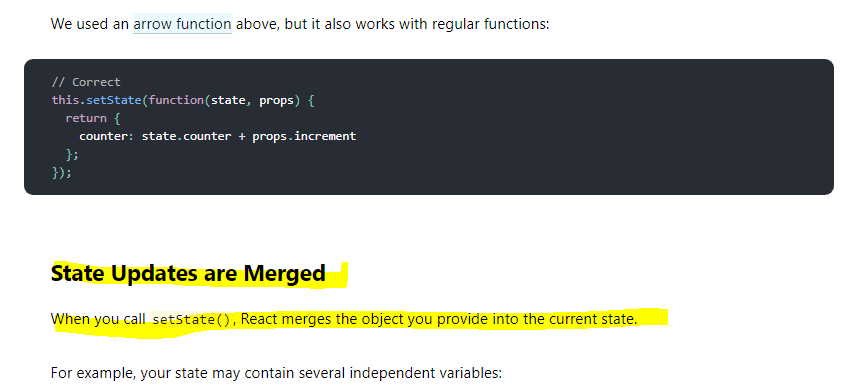 We used an arrow function above, but it also works with regular functions:
// Correct
this.setState(function(state, props) {
  return {
    counter: state.counter + props.increment
  };
});
State Updates are Merged
When you call setState(), React merges the object you provide into the current state.
For example, your state may contain several independent variables: